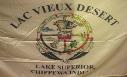 LAC VIEUX DESERT
LAKE SUPERIOR
CHIPPEWA INDIANS